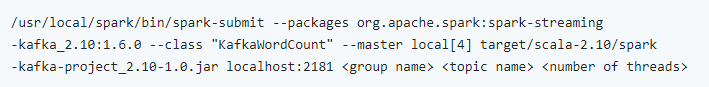 /usr/local/spark/bin/spark-submit --packages org.apache.spark:spark-streaming
-kafka_2.10:1.6.0 --class "KafkaWordCount" --master local[4] target/scala-2.10/spark
-kafka-project_2.10-1.0.jar localhost:2181 <group name> <topic name> <number of threads>